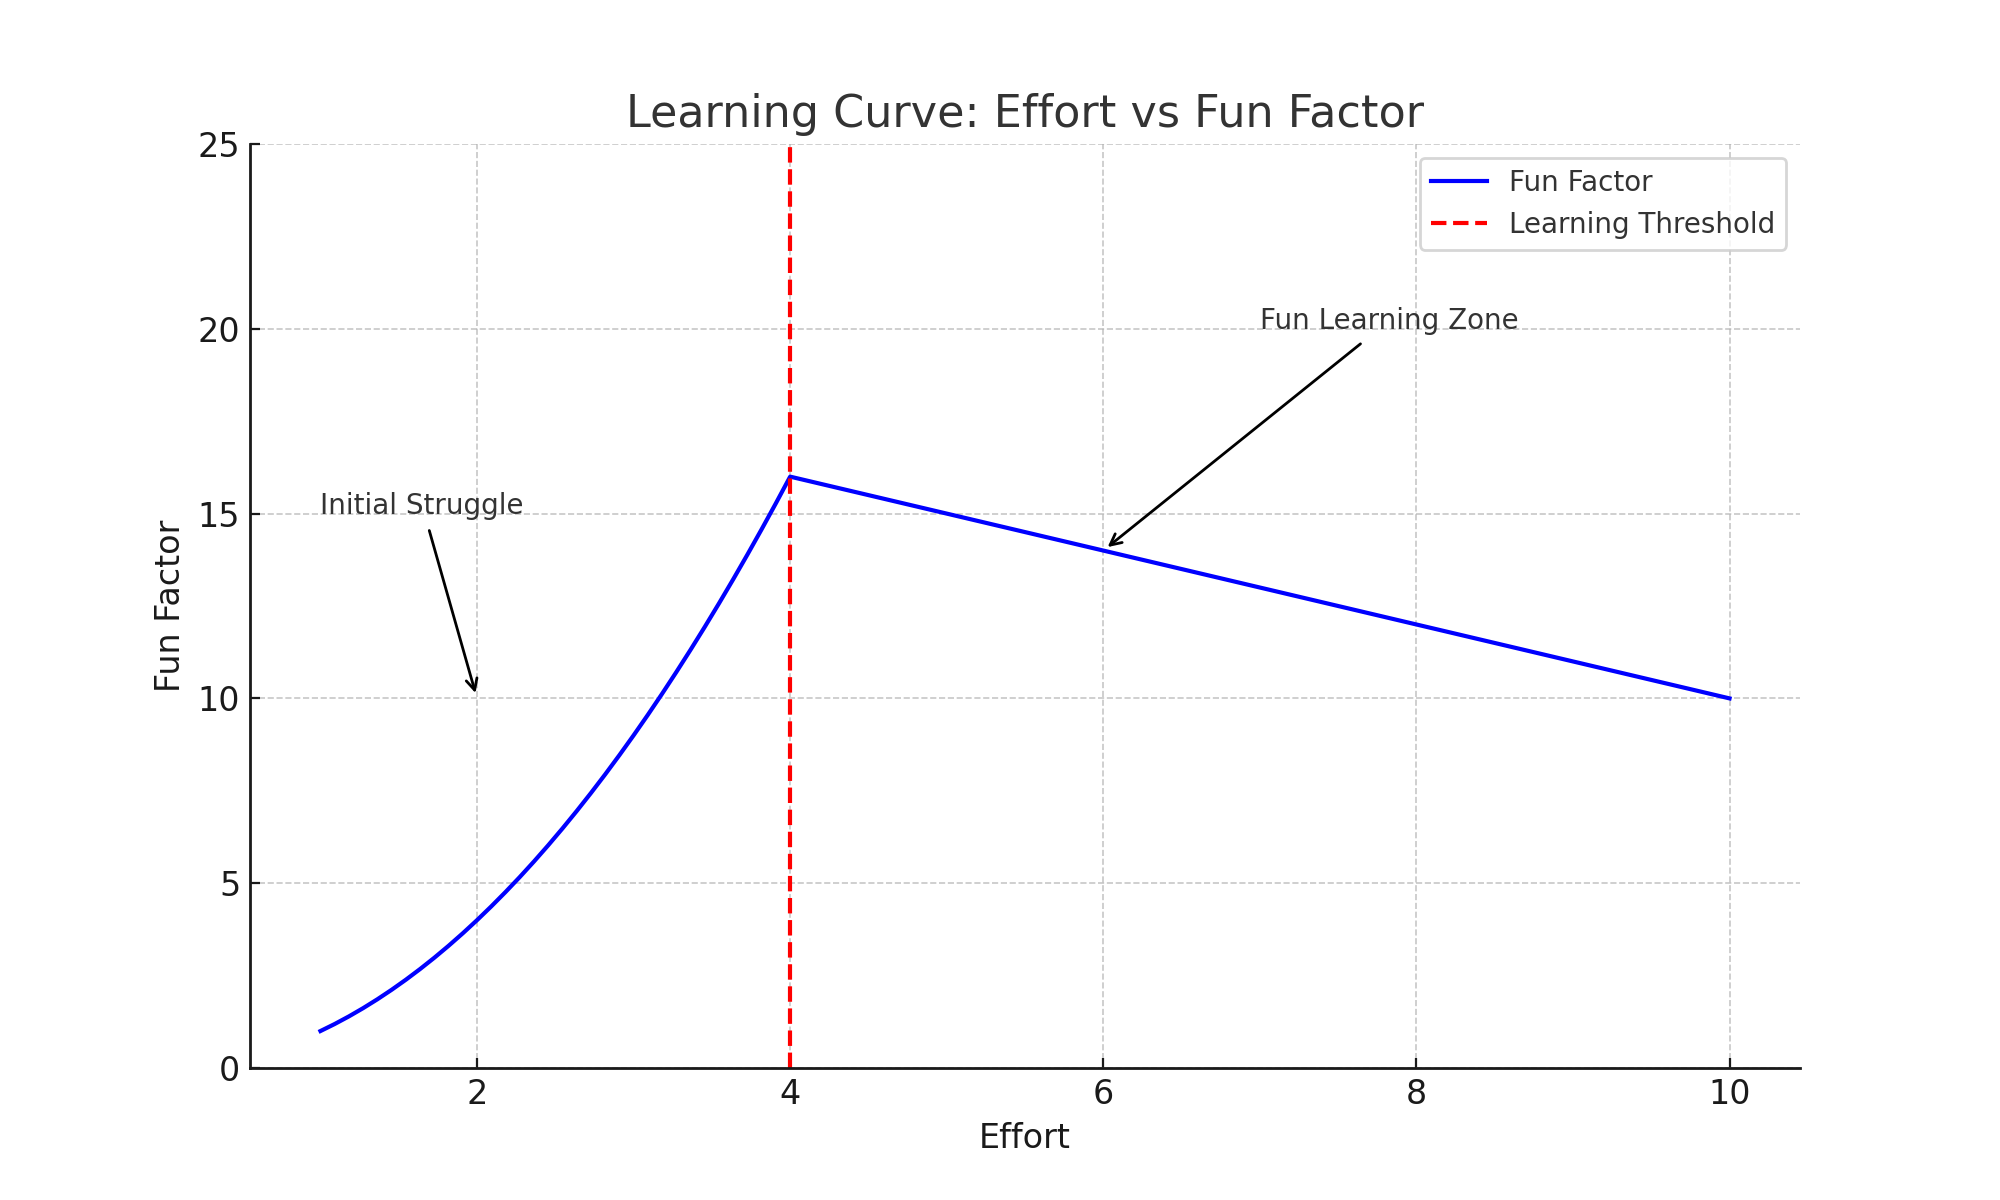 Learning Curve: Effort vs Fun Factor
Fun Factor
Learning Threshold
Fun Learning Zone
Initial Struggle
Fun Factor
25
20
15
10
5
0
2 4 6 8 10
Effort